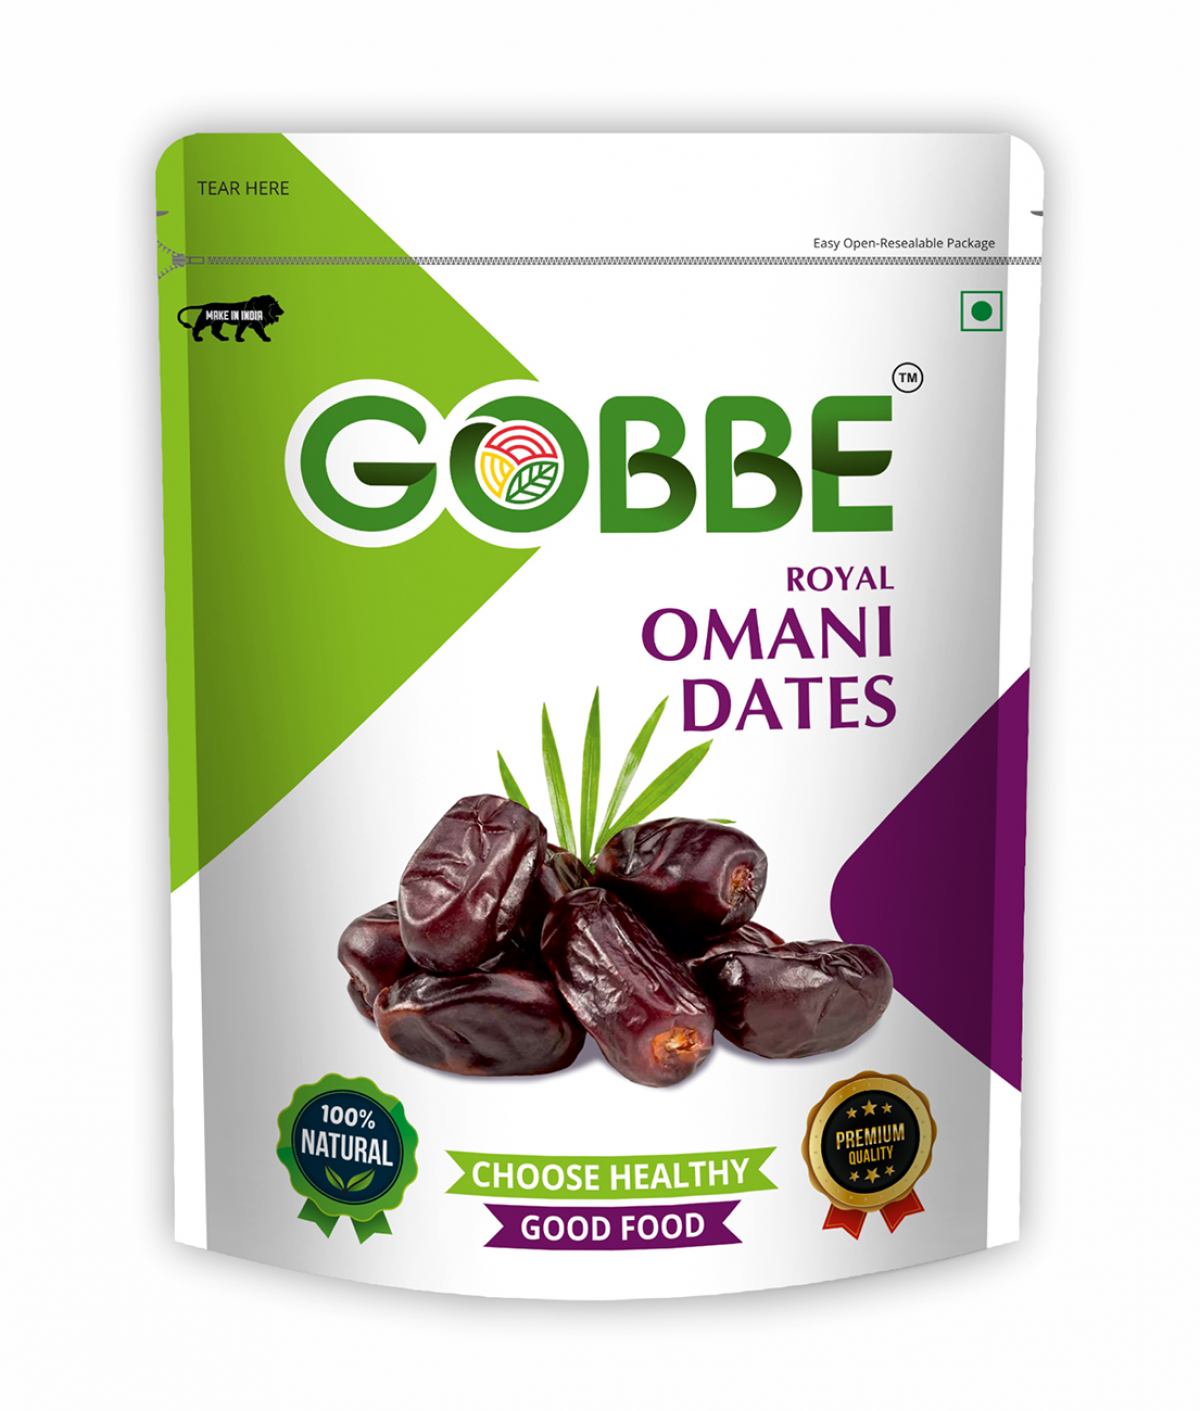 TEAR HERE
Easy Open-Resealable Package
MAKE IN INDIA
GOBBE
TM
ROYAL
OMANI
DATES
100%
NATURAL
PREMIUM
QUALITY
CHOOSE HEALTHY
GOOD FOOD